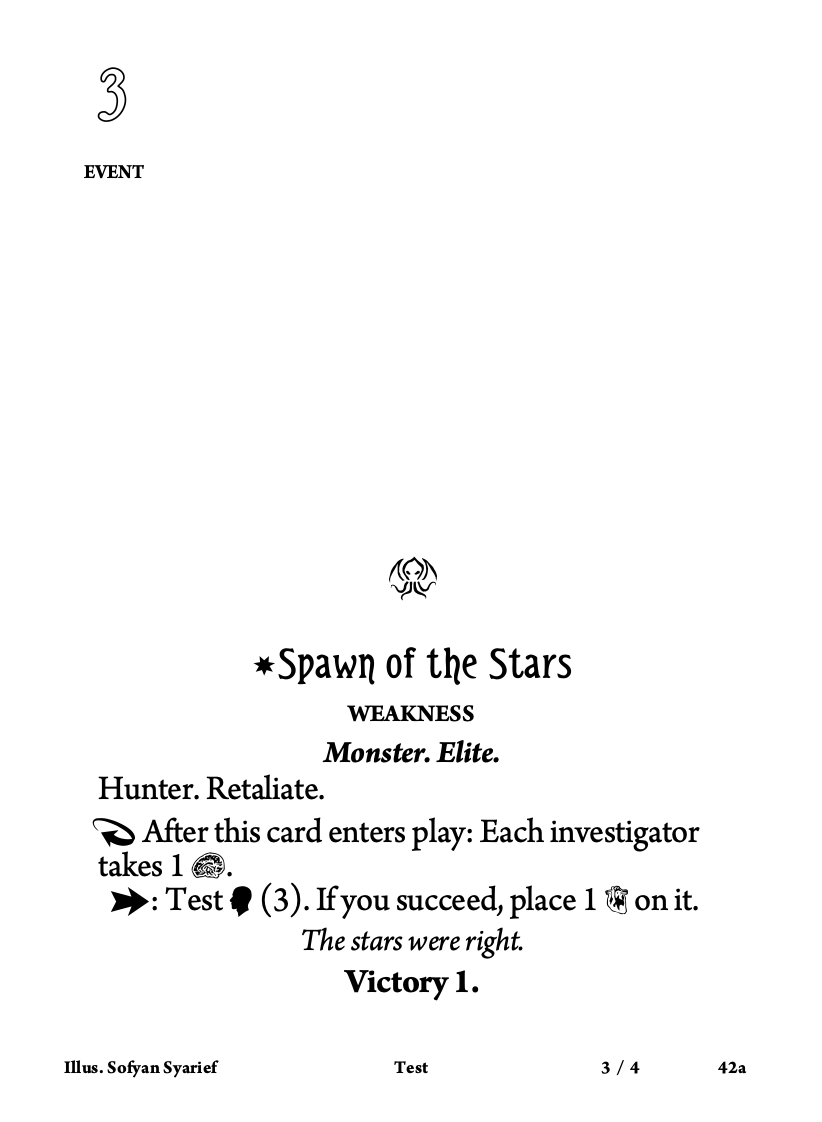 3
EVENT
Spawn of the Stars
WEAKNESS
Monster. Elite.
Hunter. Retaliate.
After this card enters play: Each investigator
takes 1 .
: Test (3). If you succeed, place 1 on it.
The stars were right.
Victory 1.
Illus. Sofyan Syarief Test 3 / 4 42a